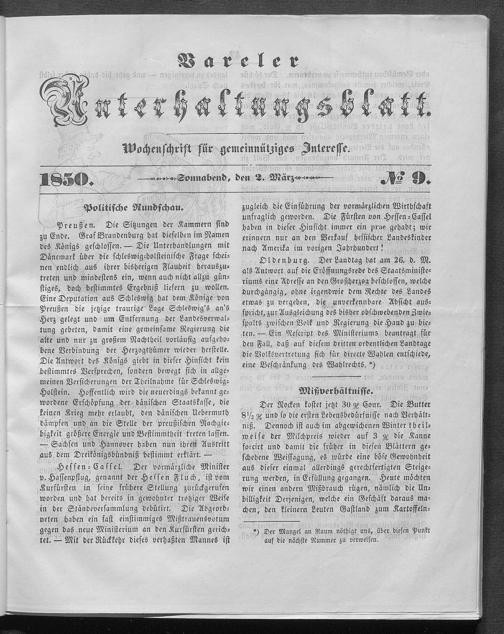 Vareler
Unterhaltungsblatt.
Wochenschrift für gemeinnütziges Interesse.
1850. Sonnabend, den 2. März № 9.
Politische Rundschau.
Preußen. Die Sitzungen der Kammern sind
zu Ende. Graf Brandenburg hat dieselben im Namen
des Königs geschlossen. — Die Unterhandlungen mit
Dänemark über die schleswig-holsteinische Frage schei-
nen endlich aus ihrer bisherigen Flauheit herauszu-
treten und mindestens ein, wenn auch nicht allzu gün-
stiges, doch bestimmtes Ergebniß liefern zu wollen.
Eine Deputation aus Schleswig hat dem Könige von
Preußen die jetzige traurige Lage Schleswig's an's
Herz gelegt und um Entfernung der Landesverwal-
tung gebeten, damit eine gemeinsame Regierung die
alte und nur zu großem Nachtheil vorläufig aufgeho-
bene Verbindung der Herzogthümer wieder herstelle.
Die Antwort des Königs giebt in dieser Hinsicht kein
bestimmtes Versprechen, sondern bewegt sich in allge-
meinen Versicherungen der Theilnahme für Schleswig-
Holstein. Hoffentlich wird die neuerdings bekannt ge-
wordene Erschöpfung der dänischen Staatskasse, die
keinen Krieg mehr erlaubt, den dänischen Uebermuth
dämpfen und an die Stelle der preußischen Nachgie-
bigkeit größere Energie und Bestimmtheit treten lassen.
— Sachsen und Hannover haben nun ihren Austritt
aus dem Dreikönigsbündniß bestimmt erklärt. —
Hessen-Cassel. Der vormärzliche Minister
v. Hassenpflug, genannt der Hessen Fluch, ist vom
Kurfürsten in seine frühere Stellung zurückgerufen
worden und hat bereits in gewohnter trotziger Weise
in der Ständeversammlung debütirt. Die Abgeord-
neten haben ein fast einstimmiges Mißtrauensvotum
gegen das neue Ministerium an den Kurfürsten gerich-
tet. — Mit der Rückkehr dieses verhaßten Mannes ist
zugleich die Einführung der vormärzlichen Wirthschaft
unfraglich geworden. Die Fürsten von Hessen-Cassel
haben in dieser Hinsicht immer ein prae gehabt; wir
erinnern nur an den Verkauf hessischer Landeskinder
nach Amerika im vorigen Jahrhundert!
Oldenburg. Der Landtag hat am 26. d. M.
als Antwort auf die Eröffnungsrede des Staatsministe-
riums eine Adresse an den Großherzog beschlossen, welche
durchgängig, ohne irgendwie dem Rechte des Landes
etwas zu vergeben, die unverkennbare Absicht aus-
spricht, zur Ausgleichung des bisher obschwebenden Zwie-
spalts zwischen Volk und Regierung die Hand zu bie-
ten. — Ein Rescript des Ministeriums beantragt für
den Fall, daß auf diesem dritten ordentlichen Landtage
die Volksvertretung sich für directe Wahlen entschiede,
eine Beschränkung des Wahlrechts. *)
Mißverhältnisse.
Der Rocken kostet jetzt 30 Gour. Die Butter
8½ und so die ersten Lebensbedürfnisse nach Verhält-
niß. Dennoch ist auch im abgewichenen Winter theil-
weise der Milchpreis wieder auf 3 die Kanne
forcirt und damit die früher in diesen Blättern ge-
schehene Weissagung, es würde eine böse Gewohnheit
aus dieser einmal allerdings gerechtfertigten Steige-
rung werden, in Erfüllung gegangen. Heute möchten
wir einen andern Mißbrauch rügen, nämlich die Un-
billigkeit Derjenigen, welche ein Geschäft daraus ma-
chen, den kleinern Leuten Gastland zum Kartoffeln-
*) Der Mangel an Raum nöthigt uns, über diesen Punkt
auf die nächste Nummer zu verweisen.